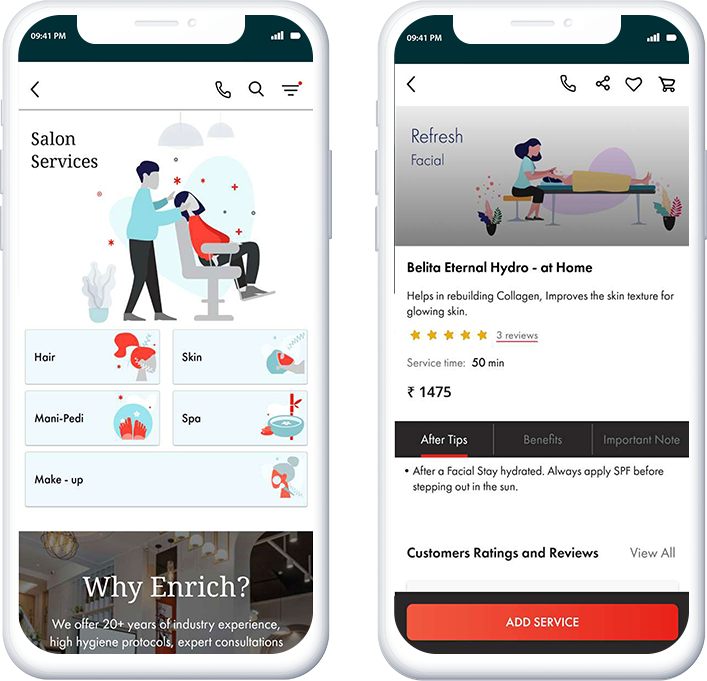 09:41 PM
Salon
Services
Hair
Skin
Mani-Pedi
Spa
Make - up
Why Enrich?
We offer 20+ years of industry experience,
high hygiene protocols, expert consultations
09:41 PM
Refresh
Facial
Belita Eternal Hydro - at Home
Helps in rebuilding Collagen, Improves the skin texture for
glowing skin.
3 reviews
Service time: 50 min
₹ 1475
After Tips
Benefits
Important Note
• After a Facial Stay hydrated. Always apply SPF before
stepping out in the sun.
Customers Ratings and Reviews
View All
ADD SERVICE